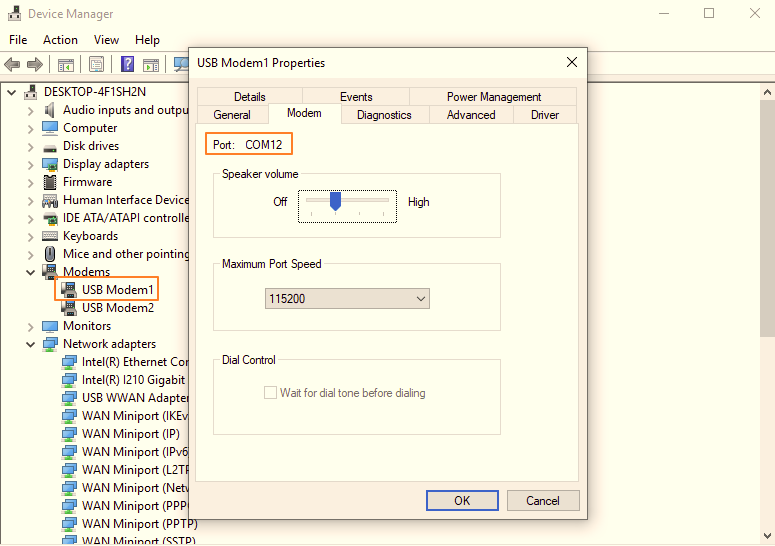 Device Manager
File Action View Help
DESKTOP-4F1SH2N
Audio inputs and outpu
Computer
Disk drives
Display adapters
Firmware
Human Interface Device
IDE ATA/ATAPI controlle
Keyboards
Mice and other pointing
Modems
USB Modem1
USB Modem2
Monitors
Network adapters
Intel(R) Ethernet Con
Intel(R) I210 Gigabit
USB WWAN Adapter
WAN Miniport (IKEv
WAN Miniport (IP)
WAN Miniport (IPv6
WAN Miniport (L2TP
WAN Miniport (Netw
WAN Miniport (PPPO
WAN Miniport (PPTP)
WAN Miniport (SSTP)
USB Modem1 Properties
Details Events Power Management
General Modem Diagnostics Advanced Driver
Port: COM12
Speaker volume
Off High
Maximum Port Speed
115200
Dial Control
Wait for dial tone before dialing
OK Cancel